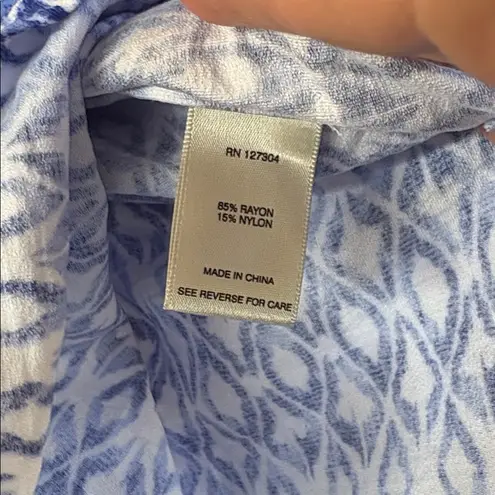 RN 127304
85% RAYON
15% NYLON
MADE IN CHINA
SEE REVERSE FOR CARE